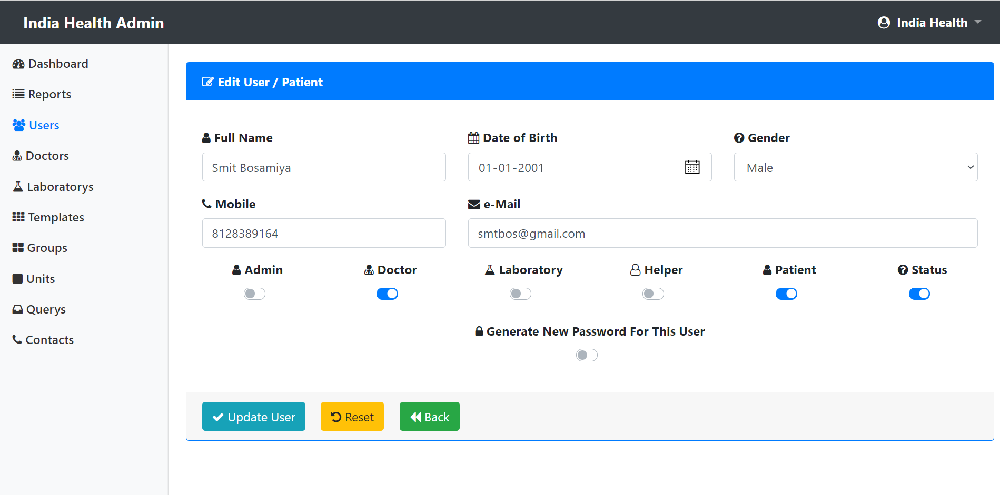 India Health Admin
India Health
Dashboard
Reports
Users
Doctors
Laboratorys
Templates
Groups
Units
Querys
Contacts
Edit User / Patient
Full Name
Date of Birth
Gender
Smit Bosamiya
01-01-2001
Male
Mobile
e-Mail
8128389164
smtbos@gmail.com
Admin
Doctor
Laboratory
Helper
Patient
Status
Generate New Password For This User
Update User
Reset
Back